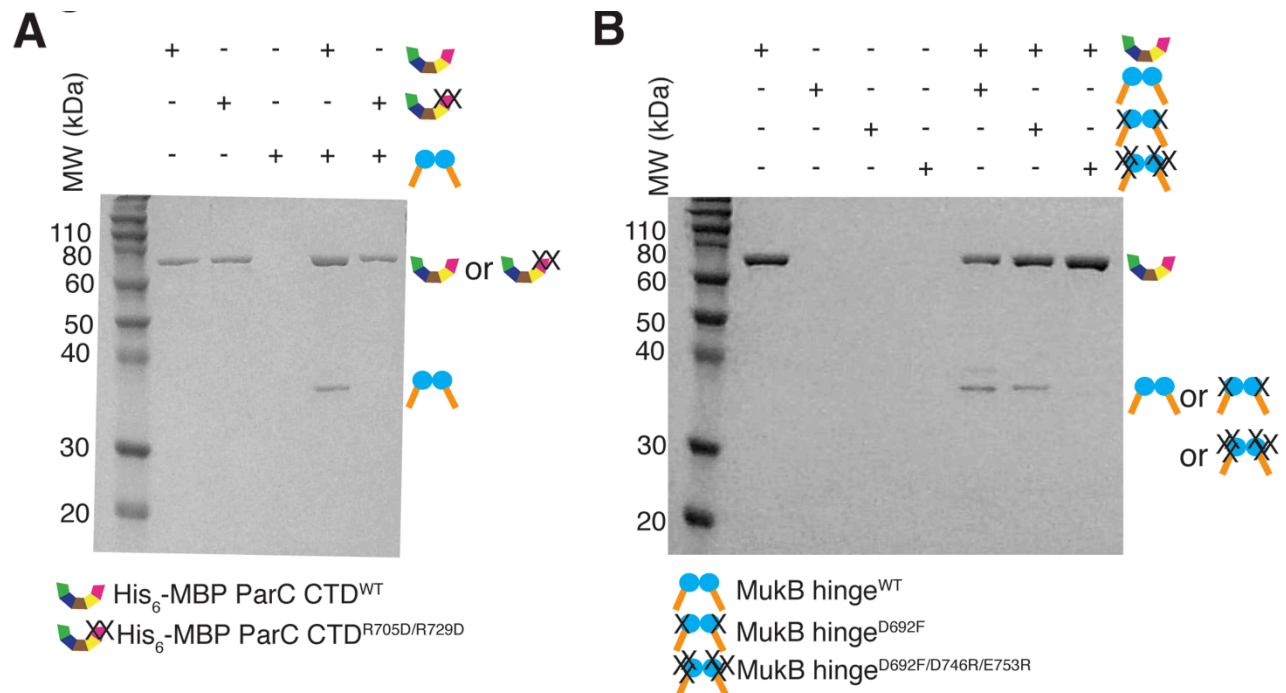 A
+ - - + -
- + - - +
- - + + +
MW (kDa)
110
80
60
50
40
30
20
or
His6-MBP ParC CTDWT
His6-MBP ParC CTDR705D/R729D
B
+ - - - + + +
- + - - + - -
- - + - - + -
- - - + - - +
MW (kDa)
110
80
60
50
40
30
20
or
or
MukB hingeWT
MukB hingeD692F
MukB hingeD692F/D746R/E753R